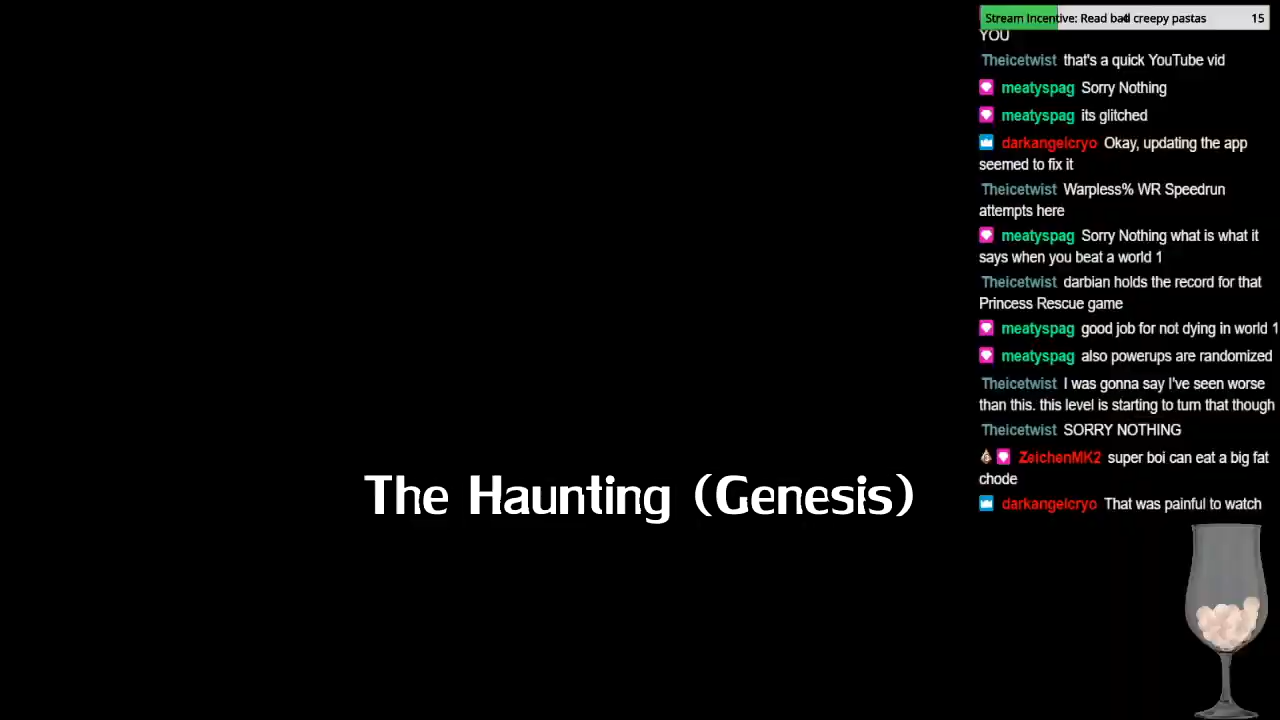 Stream Incentive: Read bad creepy pastas 15
YOU
Theicetwist that's a quick YouTube vid
meatyspag Sorry Nothing
meatyspag its glitched
darkangelcryo Okay, updating the app
seemed to fix it
Theicetwist Warpless% WR Speedrun
attempts here
meatyspag Sorry Nothing what is what it
says when you beat a world 1
Theicetwist darbian holds the record for that
Princess Rescue game
meatyspag good job for not dying in world 1
meatyspag also powerups are randomized
Theicetwist I was gonna say I've seen worse
than this. this level is starting to turn that though
Theicetwist SORRY NOTHING
ZeichenMK2 super boi can eat a big fat
chode
darkangelcryo That was painful to watch
The Haunting (Genesis)